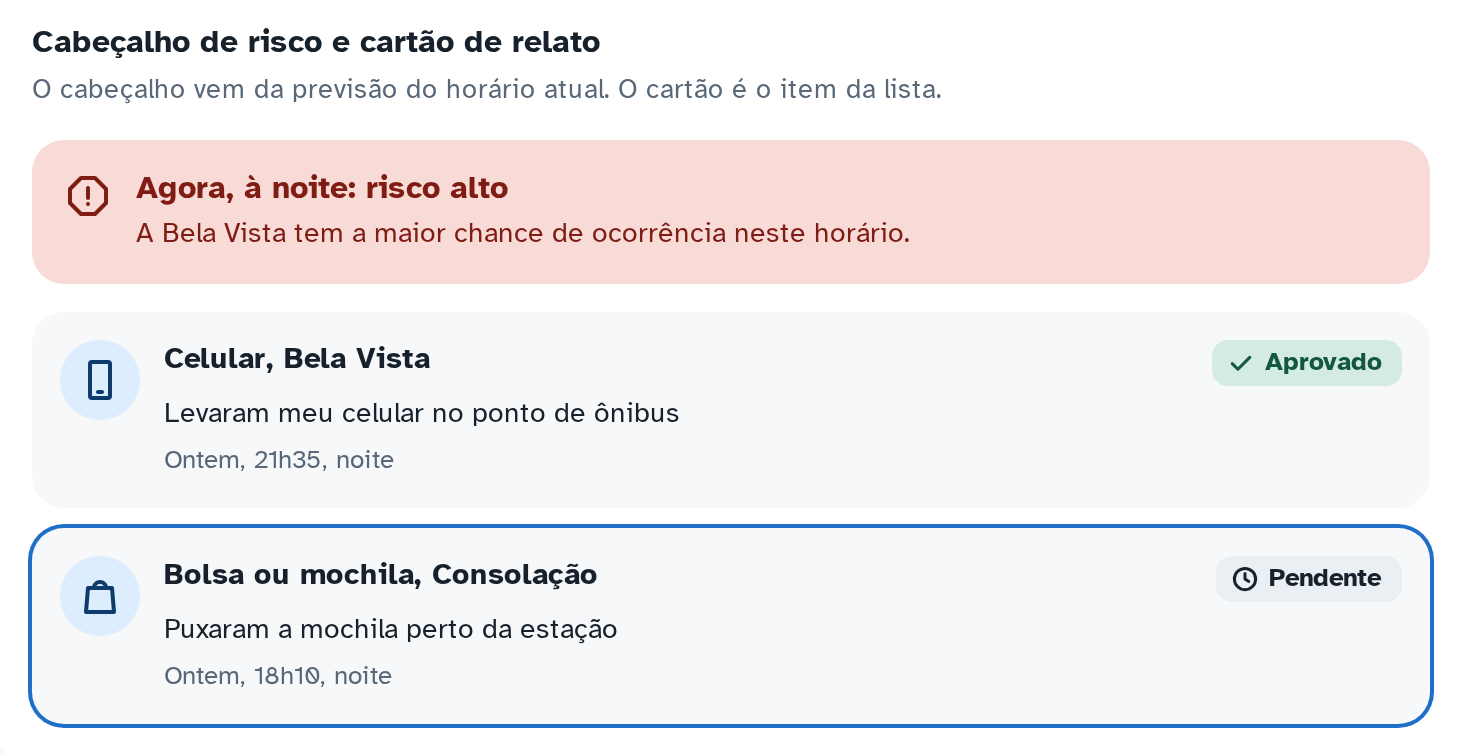 Cabeçalho de risco e cartão de relato
O cabeçalho vem da previsão do horário atual. O cartão é o item da lista.
Agora, à noite: risco alto
A Bela Vista tem a maior chance de ocorrência neste horário.
Celular, Bela Vista
Aprovado
Levaram meu celular no ponto de ônibus
Ontem, 21h35, noite
Bolsa ou mochila, Consolação
Pendente
Puxaram a mochila perto da estação
Ontem, 18h10, noite